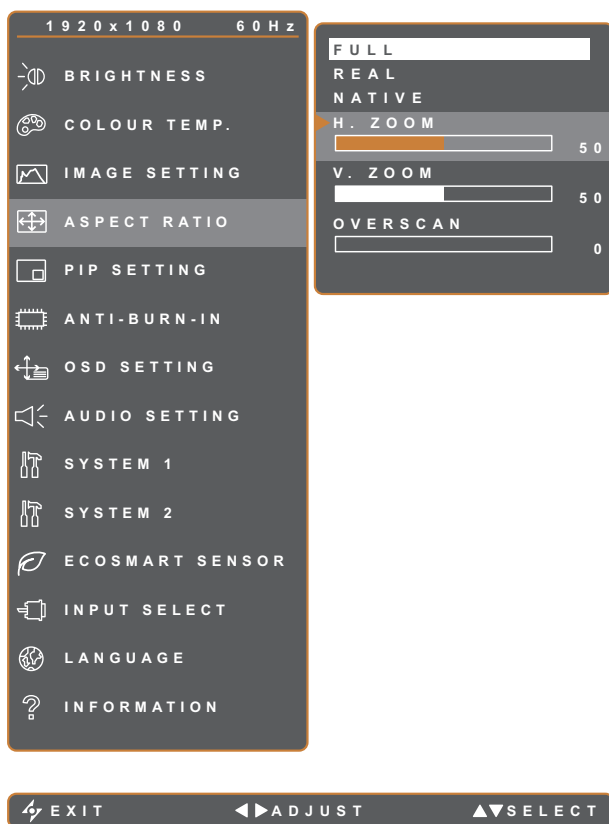 1920x1080 60Hz
BRIGHTNESS
COLOUR TEMP.
IMAGE SETTING
ASPECT RATIO
PIP SETTING
ANTI-BURN-IN
OSD SETTING
AUDIO SETTING
SYSTEM 1
SYSTEM 2
ECOSMART SENSOR
INPUT SELECT
LANGUAGE
INFORMATION
FULL
REAL
NATIVE
H. ZOOM
50
V. ZOOM
50
OVERSCAN
0
EXIT ADJUST SELECT